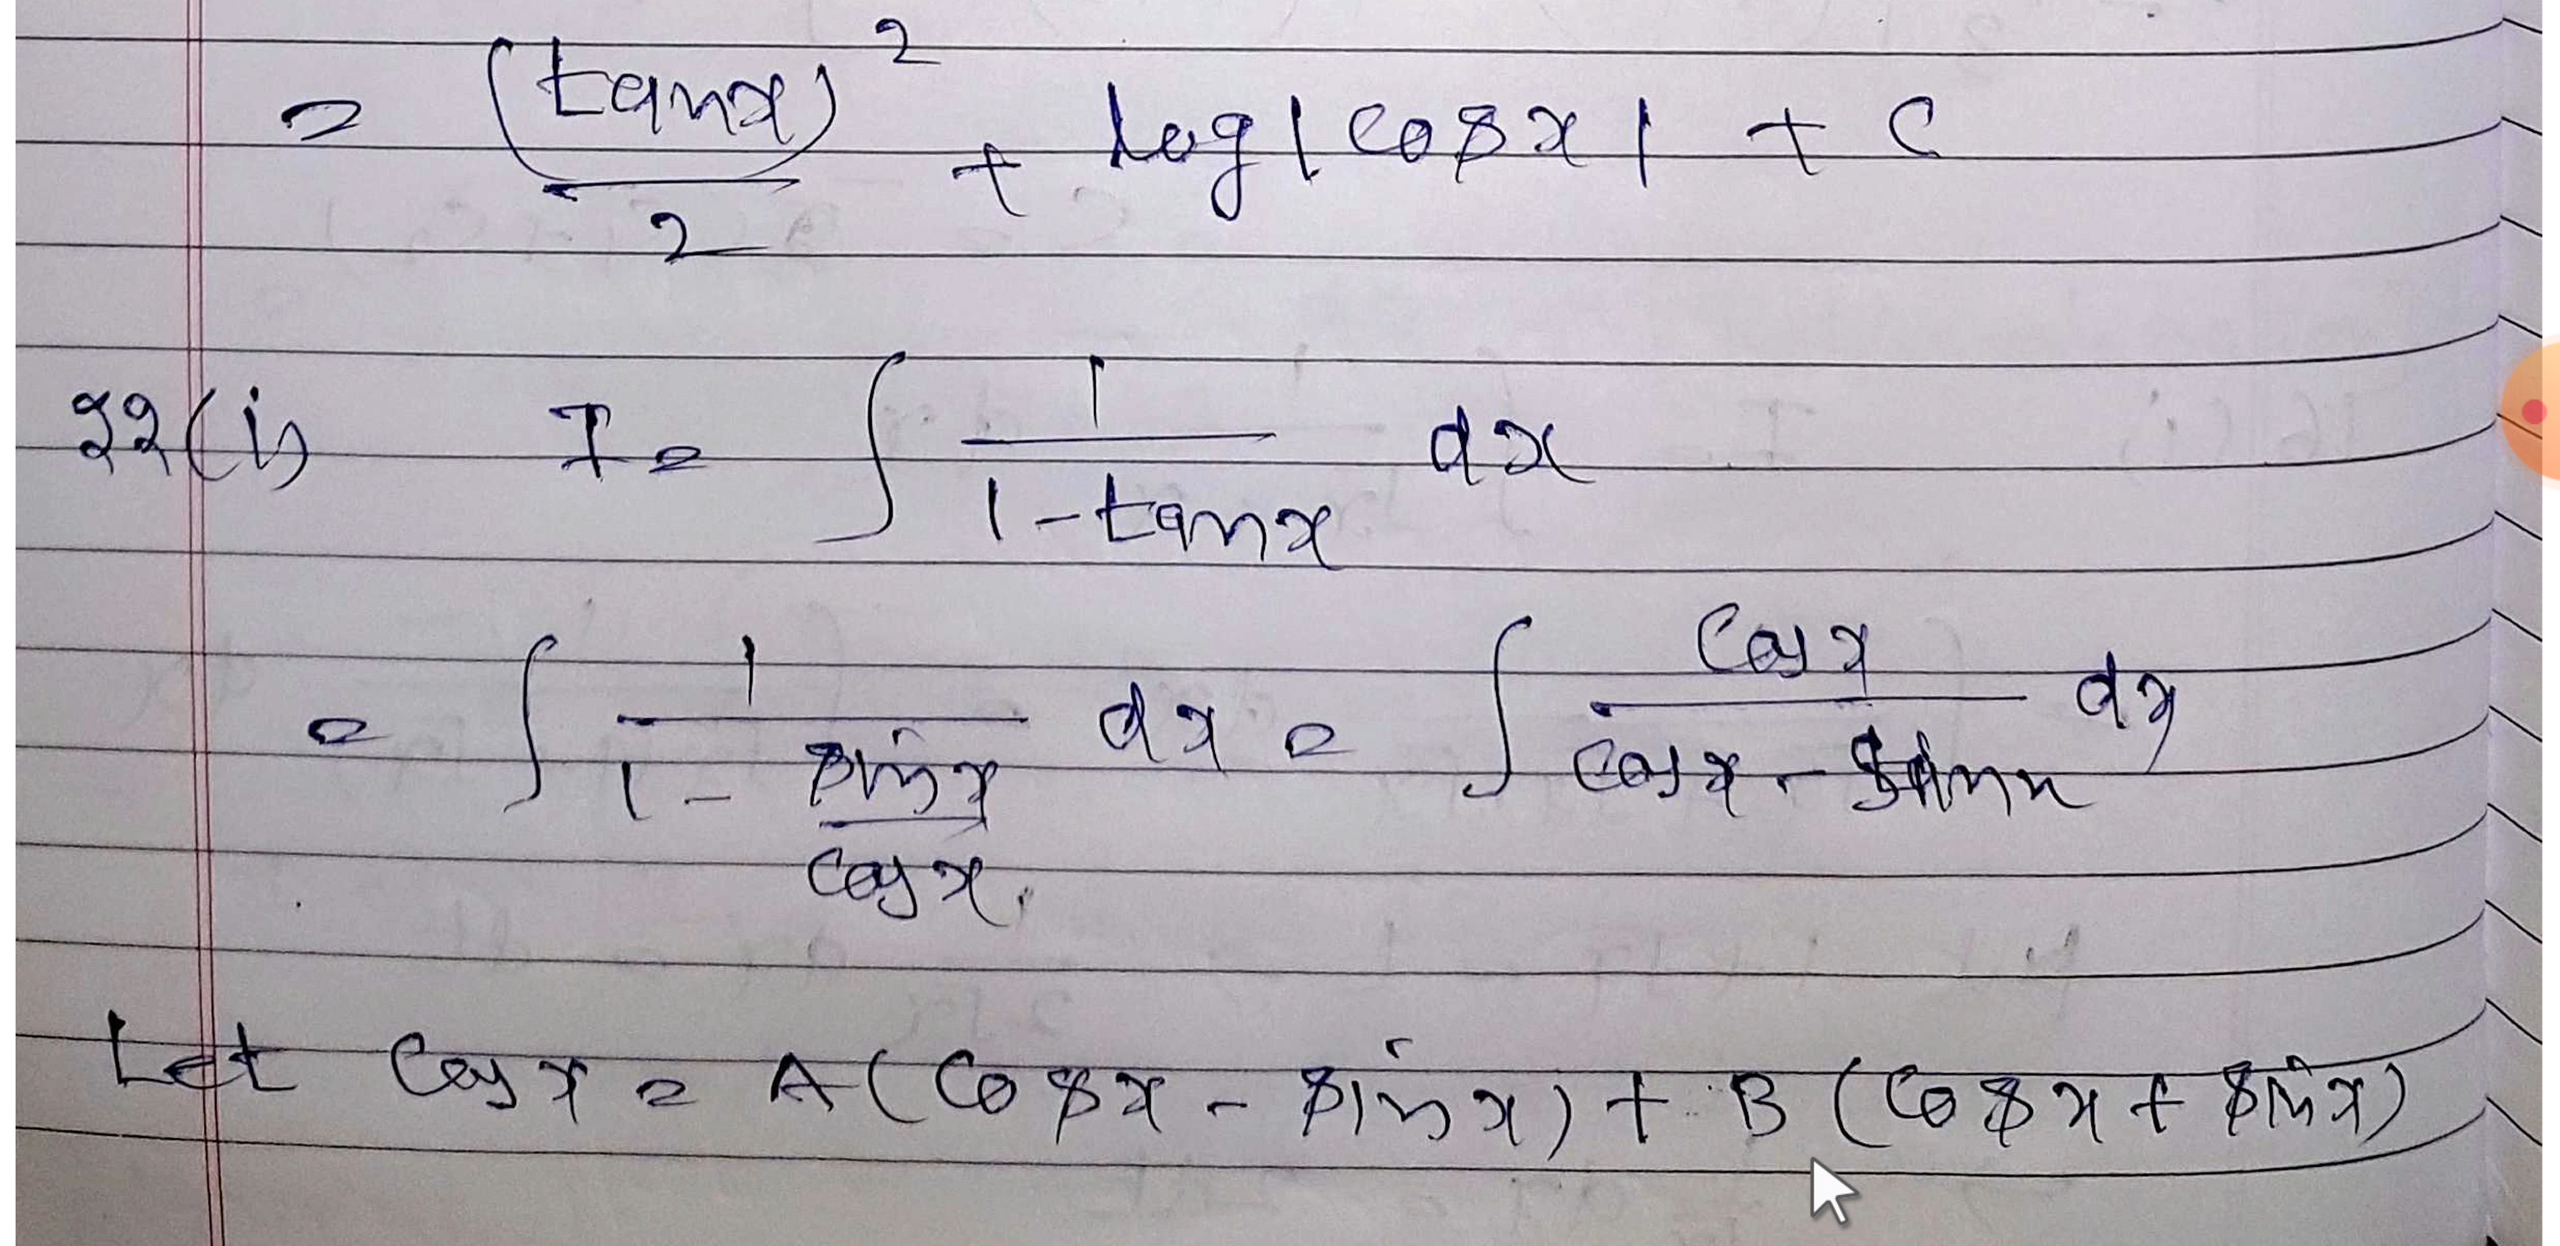 = (tanx)²/2 + log|cosx| + C
22(i) I = ∫ 1/(1-tanx) dx
= ∫ 1/(1 - sinx/cosx) dx = ∫ cosx/(cosx - sinx) dx
Let cosx = A(cosx - sinx) + B(cosx + sinx)